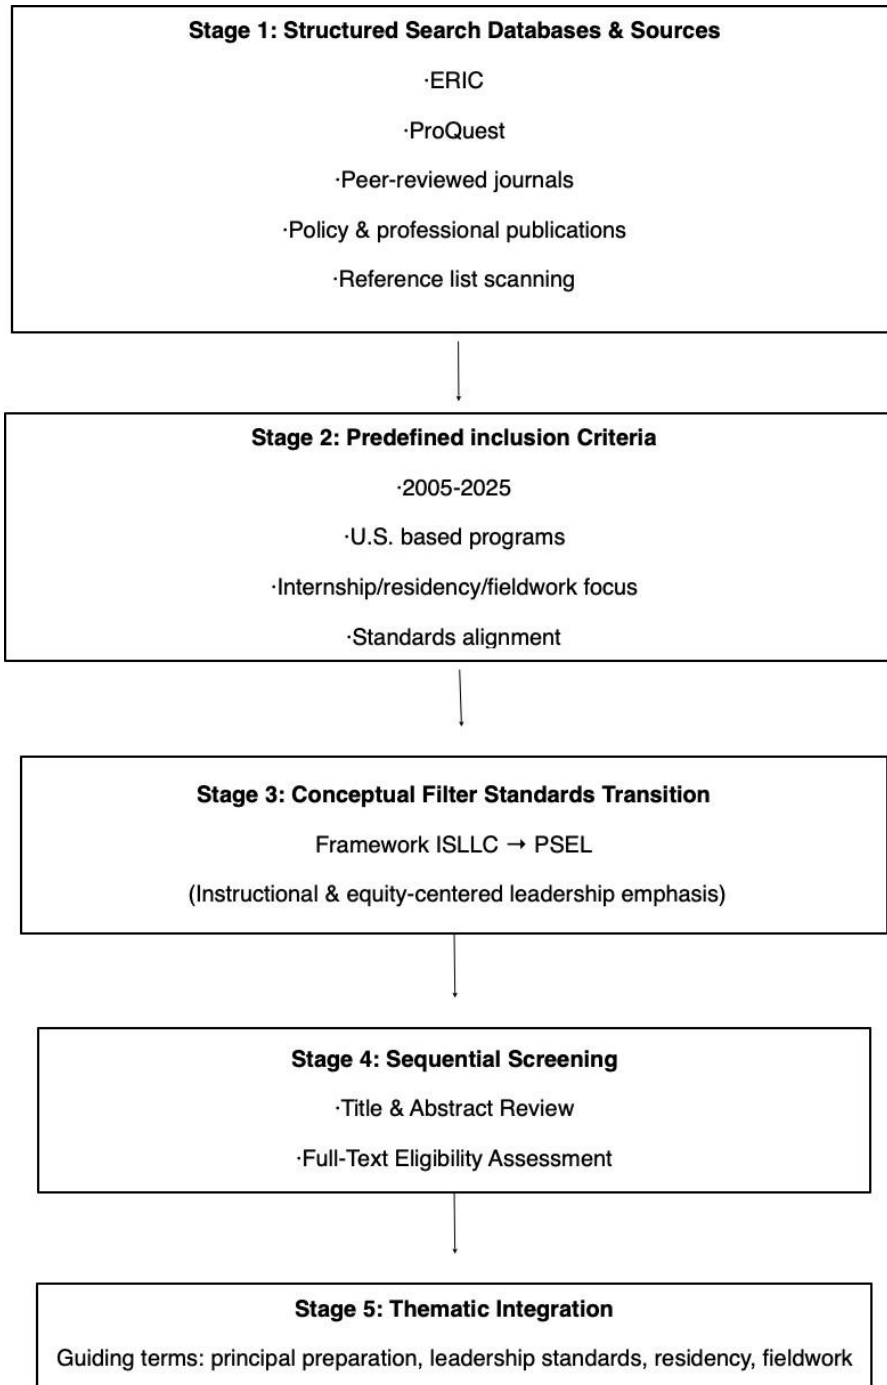 Stage 1: Structured Search Databases & Sources
·ERIC
·ProQuest
·Peer-reviewed journals
·Policy & professional publications
·Reference list scanning
Stage 2: Predefined inclusion Criteria
·2005-2025
·U.S. based programs
·Internship/residency/fieldwork focus
·Standards alignment
Stage 3: Conceptual Filter Standards Transition
Framework ISLLC → PSEL
(Instructional & equity-centered leadership emphasis)
Stage 4: Sequential Screening
·Title & Abstract Review
·Full-Text Eligibility Assessment
Stage 5: Thematic Integration
Guiding terms: principal preparation, leadership standards, residency, fieldwork